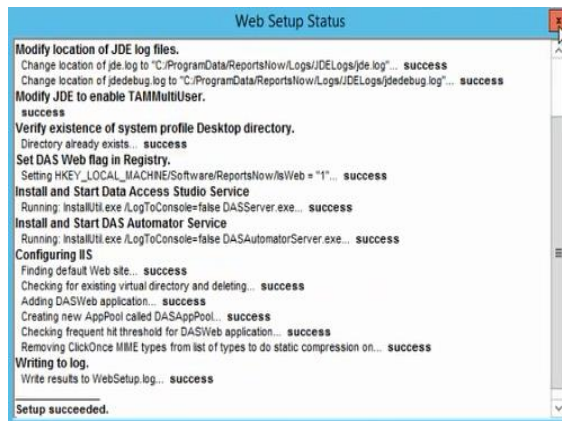 Web Setup Status
x
Modify location of JDE log files.
Change location of jde.log to "C:/ProgramData/ReportsNow/Logs/JDELogs/jde.log"... success
Change location of jdedebug.log to "C:/ProgramData/ReportsNow/Logs/JDELogs/jdedebug.log"... success
Modify JDE to enable TAMMultiUser.
success
Verify existence of system profile Desktop directory.
Directory already exists... success
Set DAS Web flag in Registry.
Setting HKEY_LOCAL_MACHINE/Software/ReportsNow/IsWeb = "1"... success
Install and Start Data Access Studio Service
Running: InstallUtil.exe /LogToConsole=false DASServer.exe... success
Install and Start DAS Automator Service
Running: InstallUtil.exe /LogToConsole=false DASAutomatorServer.exe... success
Configuring IIS
Finding default Web site... success
Checking for existing virtual directory and deleting... success
Adding DASWeb application... success
Creating new AppPool called DASAppPool... success
Checking frequent hit threshold for DASWeb application... success
Removing ClickOnce MIME types from list of types to do static compression on... success
Writing to log.
Write results to WebSetup.log... success
Setup succeeded.